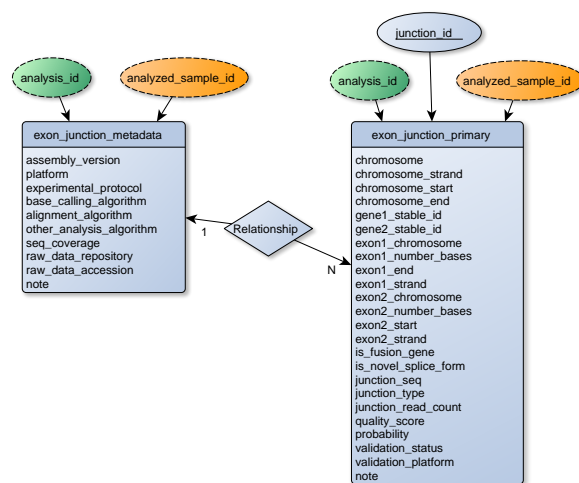 junction_id
analysis_id
analyzed_sample_id
analysis_id
analyzed_sample_id
exon_junction_metadata
assembly_version
platform
experimental_protocol
base_calling_algorithm
alignment_algorithm
other_analysis_algorithm
seq_coverage
raw_data_repository
raw_data_accession
note
1
Relationship
N
exon_junction_primary
chromosome
chromosome_strand
chromosome_start
chromosome_end
gene1_stable_id
gene2_stable_id
exon1_chromosome
exon1_number_bases
exon1_end
exon1_strand
exon2_chromosome
exon2_number_bases
exon2_start
exon2_strand
is_fusion_gene
is_novel_splice_form
junction_seq
junction_type
junction_read_count
quality_score
probability
validation_status
validation_platform
note